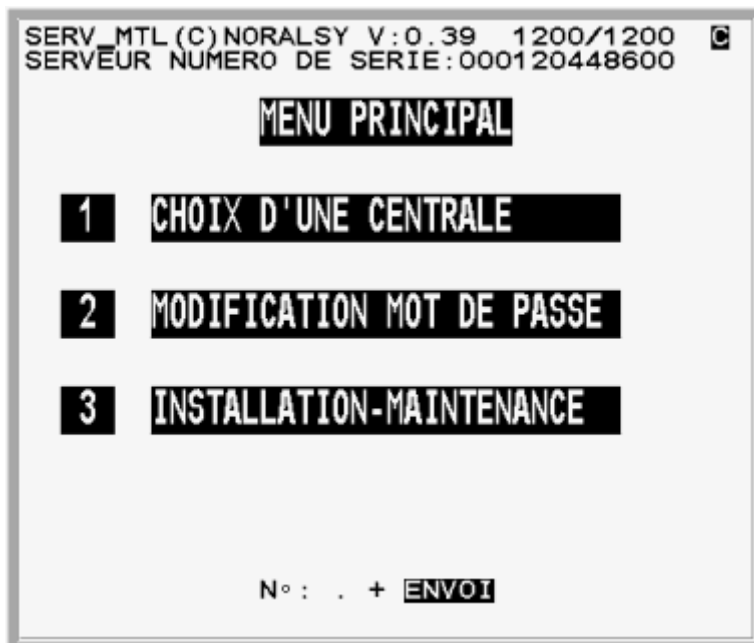 SERV_MTL(C)NORALSY V:0.39 1200/1200 C
SERVEUR NUMERO DE SERIE:000120448600
MENU PRINCIPAL
1 CHOIX D'UNE CENTRALE
2 MODIFICATION MOT DE PASSE
3 INSTALLATION-MAINTENANCE
N°: . + ENVOI